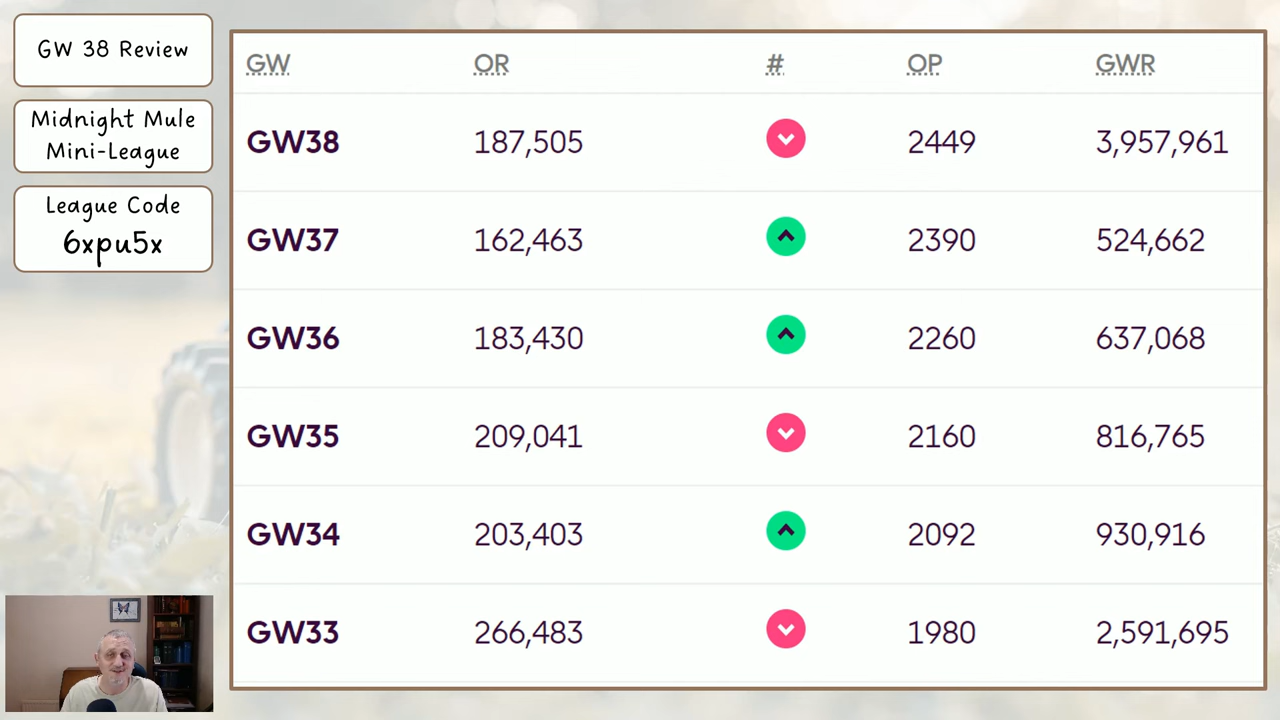 GW 38 Review
Midnight Mule
Mini-League
League Code
6xpu5x
GW OR # OP GWR
GW38 187,505 2449 3,957,961
GW37 162,463 2390 524,662
GW36 183,430 2260 637,068
GW35 209,041 2160 816,765
GW34 203,403 2092 930,916
GW33 266,483 1980 2,591,695